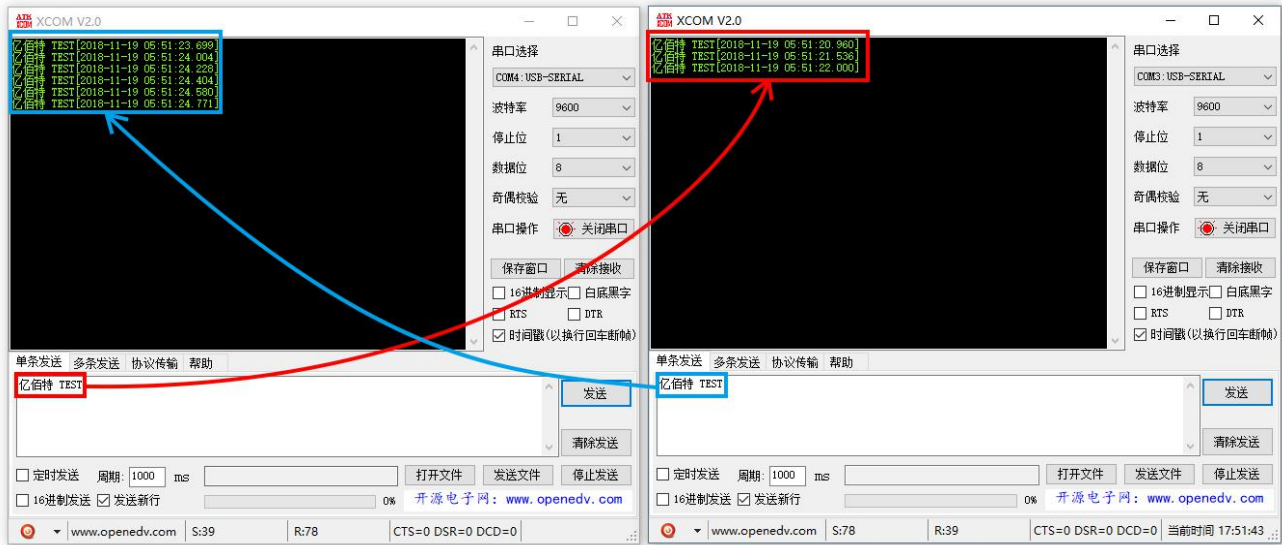 XCOM V2.0
亿佰特 TEST[2018-11-19 05:51:23.699]
亿佰特 TEST[2018-11-19 05:51:24.004]
亿佰特 TEST[2018-11-19 05:51:24.228]
亿佰特 TEST[2018-11-19 05:51:24.404]
亿佰特 TEST[2018-11-19 05:51:24.580]
亿佰特 TEST[2018-11-19 05:51:24.771]
串口选择
COM4:USB-SERIAL
波特率 9600
停止位 1
数据位 8
奇偶校验 无
串口操作 关闭串口
保存窗口 清除接收
16进制显示 白底黑字
RTS DTR
时间戳(以换行回车断帧)
单条发送 多条发送 协议传输 帮助
亿佰特 TEST
发送
清除发送
定时发送 周期: 1000 ms 打开文件 发送文件 停止发送
16进制发送 发送新行 0% 开源电子网：www.openedv.com
www.openedv.com S:39 R:78 CTS=0 DSR=0 DCD=0
ATK XCOM
XCOM V2.0
亿佰特 TEST[2018-11-19 05:51:20.960]
亿佰特 TEST[2018-11-19 05:51:21.536]
亿佰特 TEST[2018-11-19 05:51:22.000]
串口选择
COM3:USB-SERIAL
波特率 9600
停止位 1
数据位 8
奇偶校验 无
串口操作 关闭串口
保存窗口 清除接收
16进制显示 白底黑字
RTS DTR
时间戳(以换行回车断帧)
单条发送 多条发送 协议传输 帮助
亿佰特 TEST
发送
清除发送
定时发送 周期: 1000 ms 打开文件 发送文件 停止发送
16进制发送 发送新行 0% 开源电子网：www.openedv.com
www.openedv.com S:78 R:39 CTS=0 DSR=0 DCD=0 当前时间 17:51:43